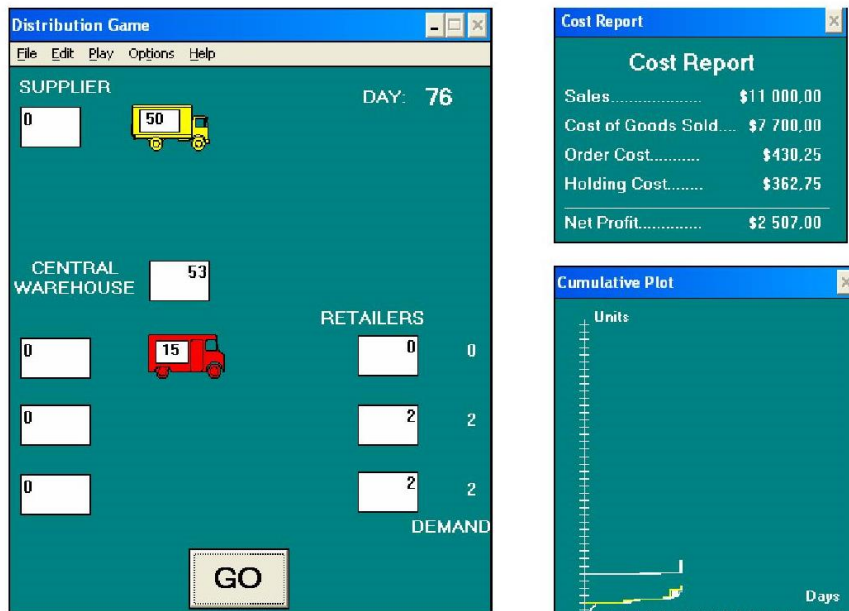 Distribution Game
File Edit Play Options Help
SUPPLIER
DAY: 76
0
50
CENTRAL
WAREHOUSE
53
RETAILERS
0
15
0
0
0
2
2
0
2
2
DEMAND
GO
Cost Report
Cost Report
Sales.................... $11 000,00
Cost of Goods Sold.... $7 700,00
Order Cost........... $430,25
Holding Cost........ $362,75
Net Profit.............. $2 507,00
Cumulative Plot
Units
Days